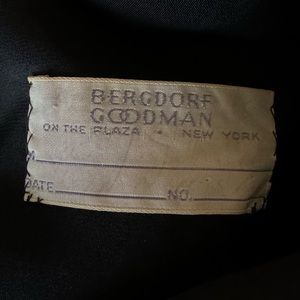 BERGDORF
GOODMAN
ON THE PLAZA • NEW YORK
M
DATE NO.